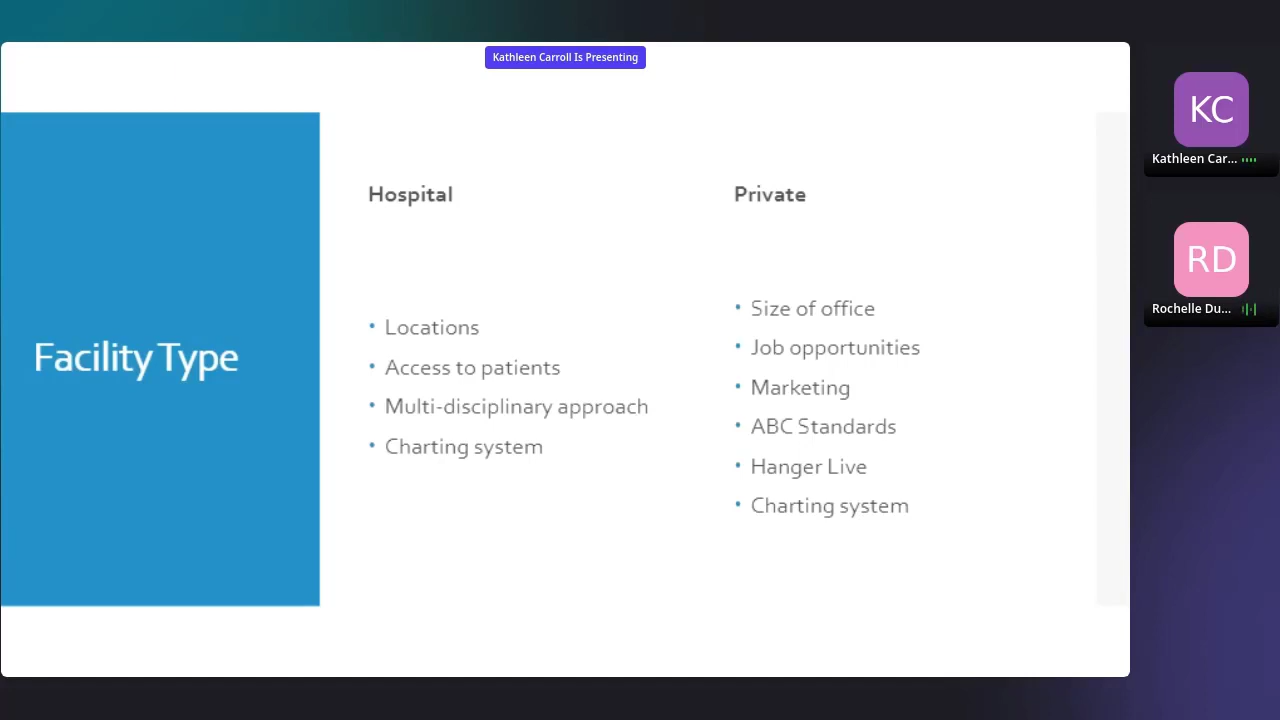 Kathleen Carroll Is Presenting
Facility Type
Hospital
Locations
Access to patients
Multi-disciplinary approach
Charting system
Private
Size of office
Job opportunities
Marketing
ABC Standards
Hanger Live
Charting system
KC
Kathleen Car...
RD
Rochelle Du...